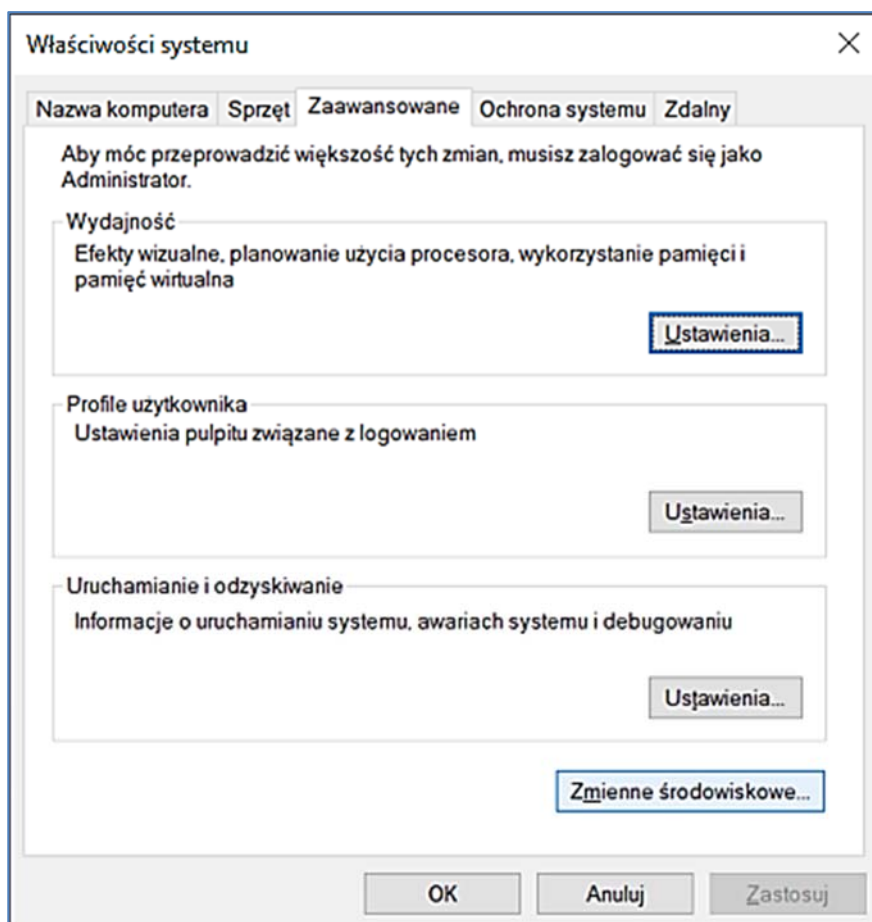 Właściwości systemu
Nazwa komputera Sprzęt Zaawansowane Ochrona systemu Zdalny
Aby móc przeprowadzić większość tych zmian, musisz zalogować się jako
Administrator.
Wydajność
Efekty wizualne, planowanie użycia procesora, wykorzystanie pamięci i
pamięć wirtualna
Ustawienia...
Profile użytkownika
Ustawienia pulpitu związane z logowaniem
Ustawienia...
Uruchamianie i odzyskiwanie
Informacje o uruchamianiu systemu, awariach systemu i debugowaniu
Ustawienia...
Zmienne środowiskowe...
OK Anuluj Zastosuj